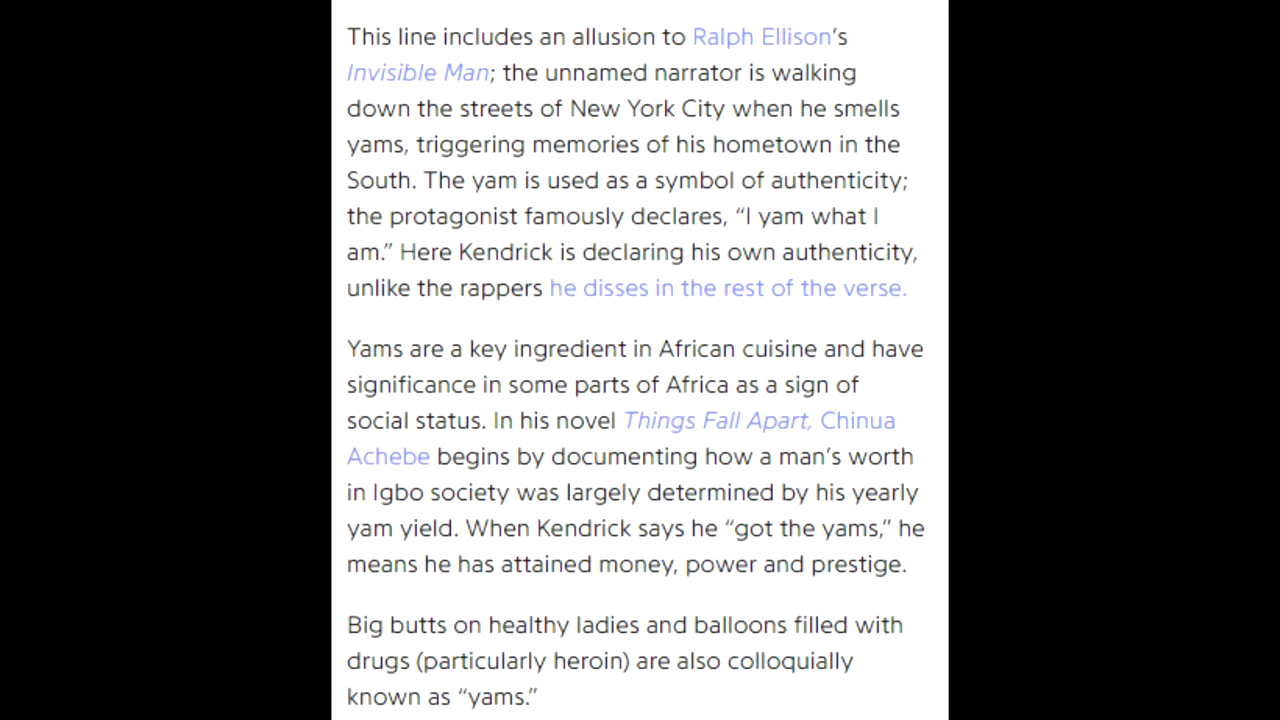 This line includes an allusion to Ralph Ellison’s
Invisible Man; the unnamed narrator is walking
down the streets of New York City when he smells
yams, triggering memories of his hometown in the
South. The yam is used as a symbol of authenticity;
the protagonist famously declares, “I yam what I
am.” Here Kendrick is declaring his own authenticity,
unlike the rappers he disses in the rest of the verse.
Yams are a key ingredient in African cuisine and have
significance in some parts of Africa as a sign of
social status. In his novel Things Fall Apart, Chinua
Achebe begins by documenting how a man’s worth
in Igbo society was largely determined by his yearly
yam yield. When Kendrick says he “got the yams,” he
means he has attained money, power and prestige.
Big butts on healthy ladies and balloons filled with
drugs (particularly heroin) are also colloquially
known as “yams.”